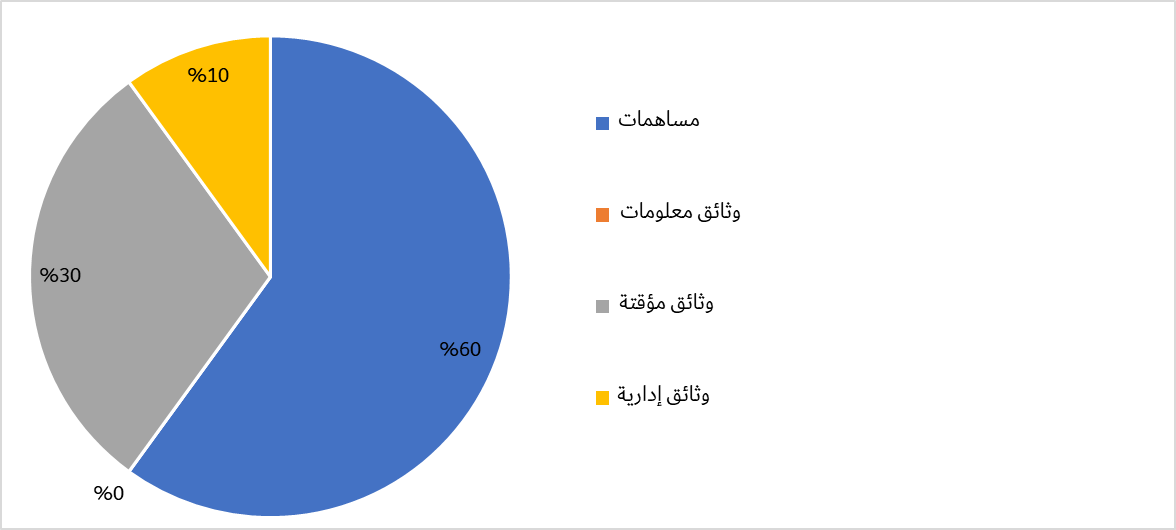 %10
%30
%60
%0
مساهمات
وثائق معلومات
وثائق مؤقتة
وثائق إدارية